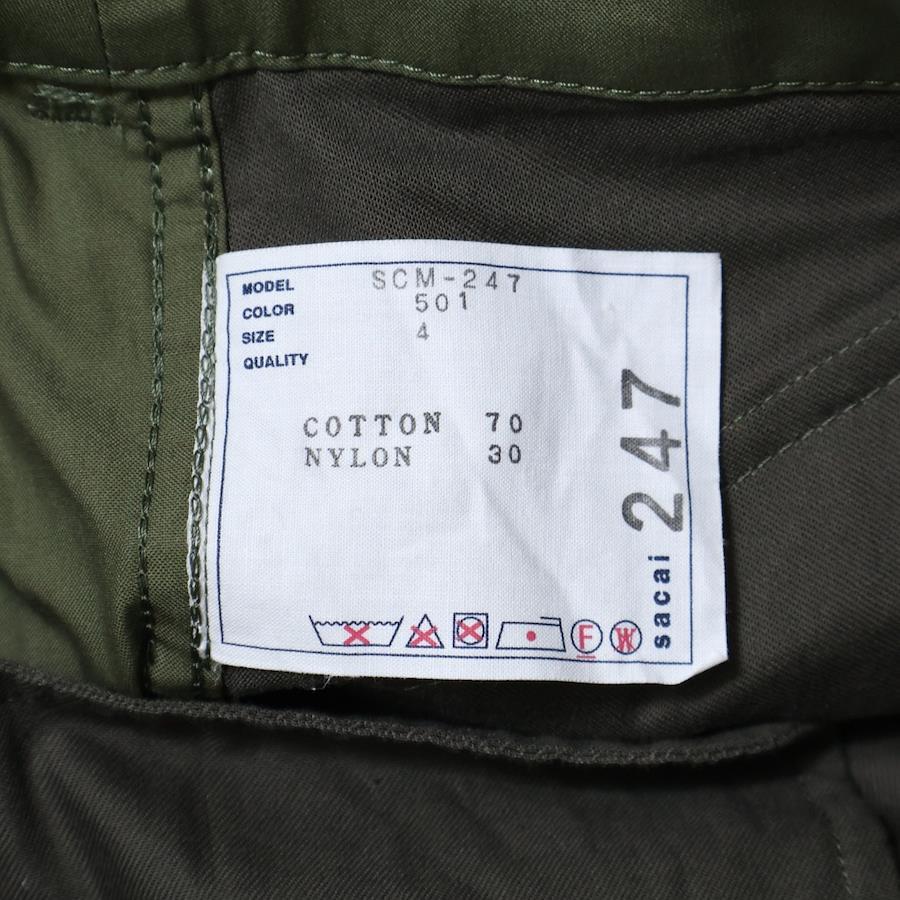 MODEL SCM-247
COLOR 501
SIZE 4
QUALITY
COTTON 70
NYLON 30
sacai 247
F
W